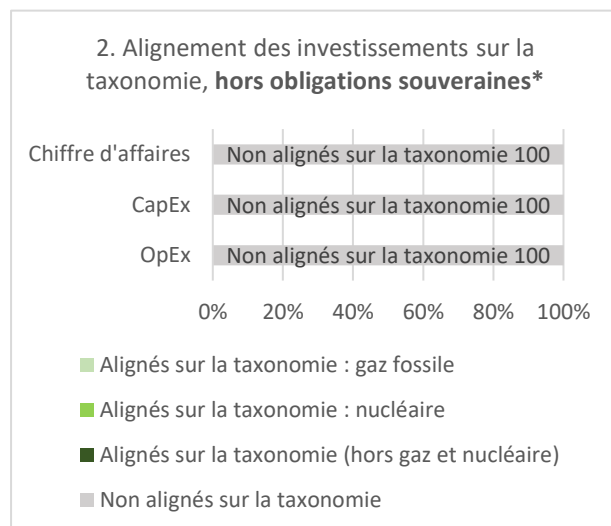 2. Alignement des investissements sur la
taxonomie, hors obligations souveraines*
Chiffre d'affaires
Non alignés sur la taxonomie 100
CapEx
Non alignés sur la taxonomie 100
OpEx
Non alignés sur la taxonomie 100
0% 20% 40% 60% 80% 100%
Alignés sur la taxonomie : gaz fossile
Alignés sur la taxonomie : nucléaire
Alignés sur la taxonomie (hors gaz et nucléaire)
Non alignés sur la taxonomie